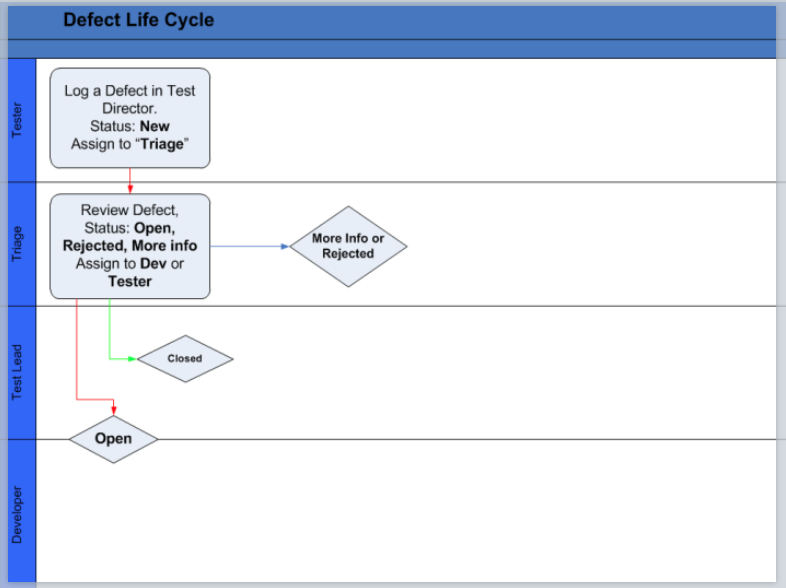 Defect Life Cycle
Tester
Log a Defect in Test
Director.
Status: New
Assign to “Triage”
Triage
Review Defect,
Status: Open,
Rejected, More info
Assign to Dev or
Tester
More Info or
Rejected
Test Lead
Closed
Open
Developer